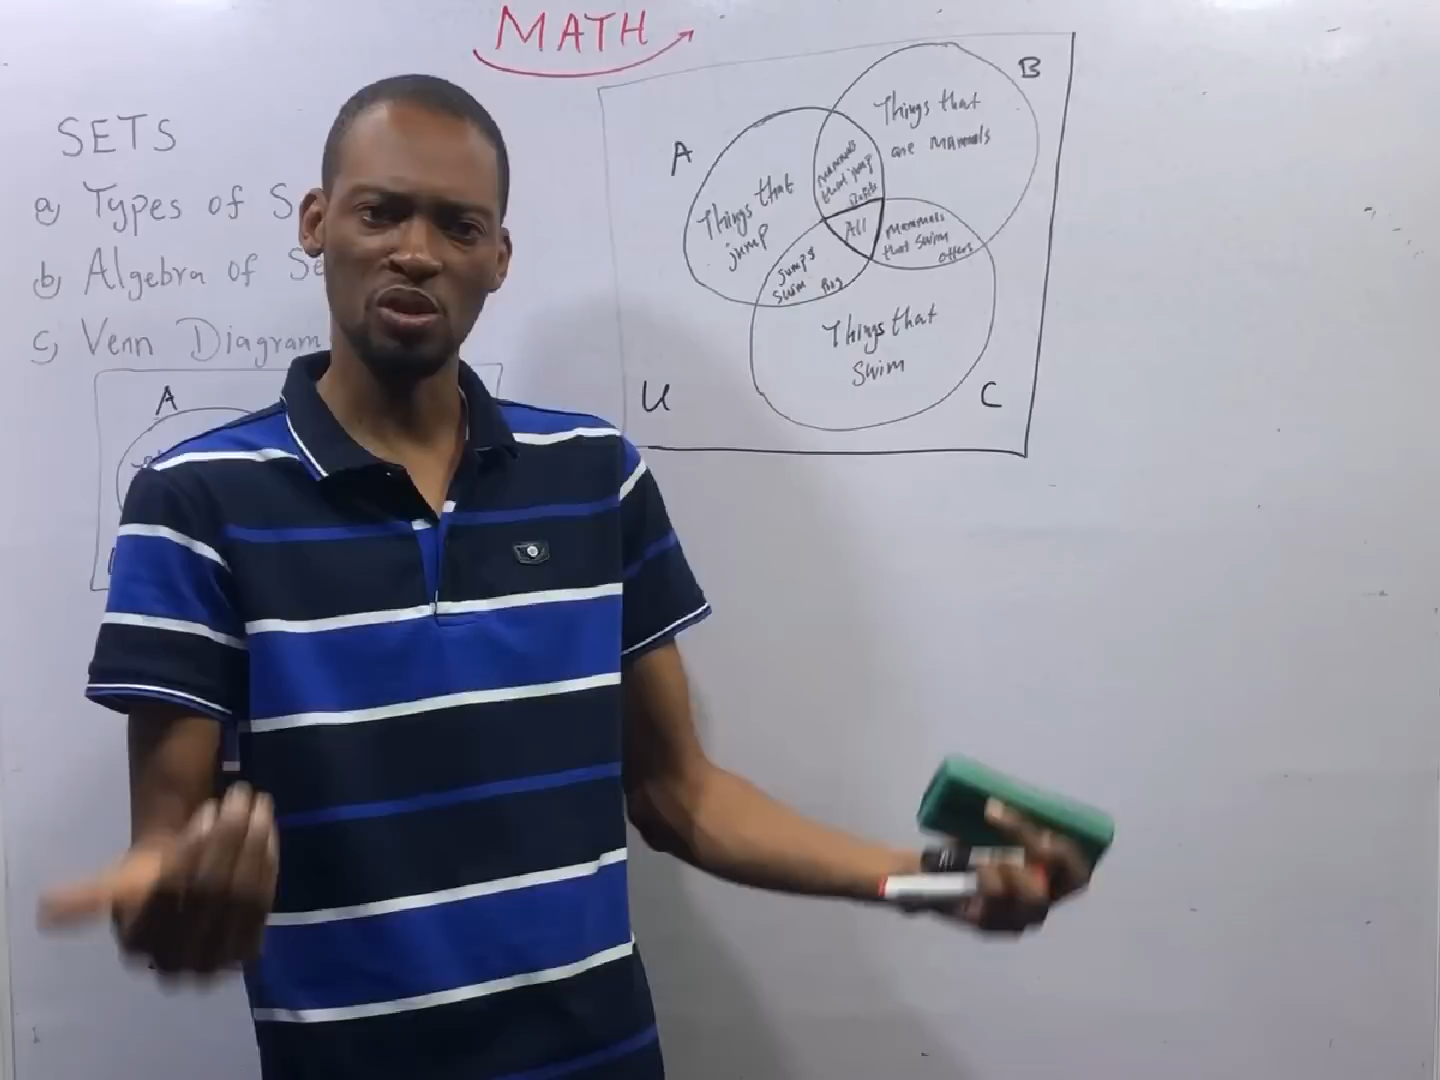 MATH
SETS
a) Types of S
b) Algebra of Se
c) Venn Diagram
A
A
B
Things that
are Mammals
Things that
jump
mammals
that jump
All
mammals
that swim
others
jumps
swim
Things that
Swim
U
C